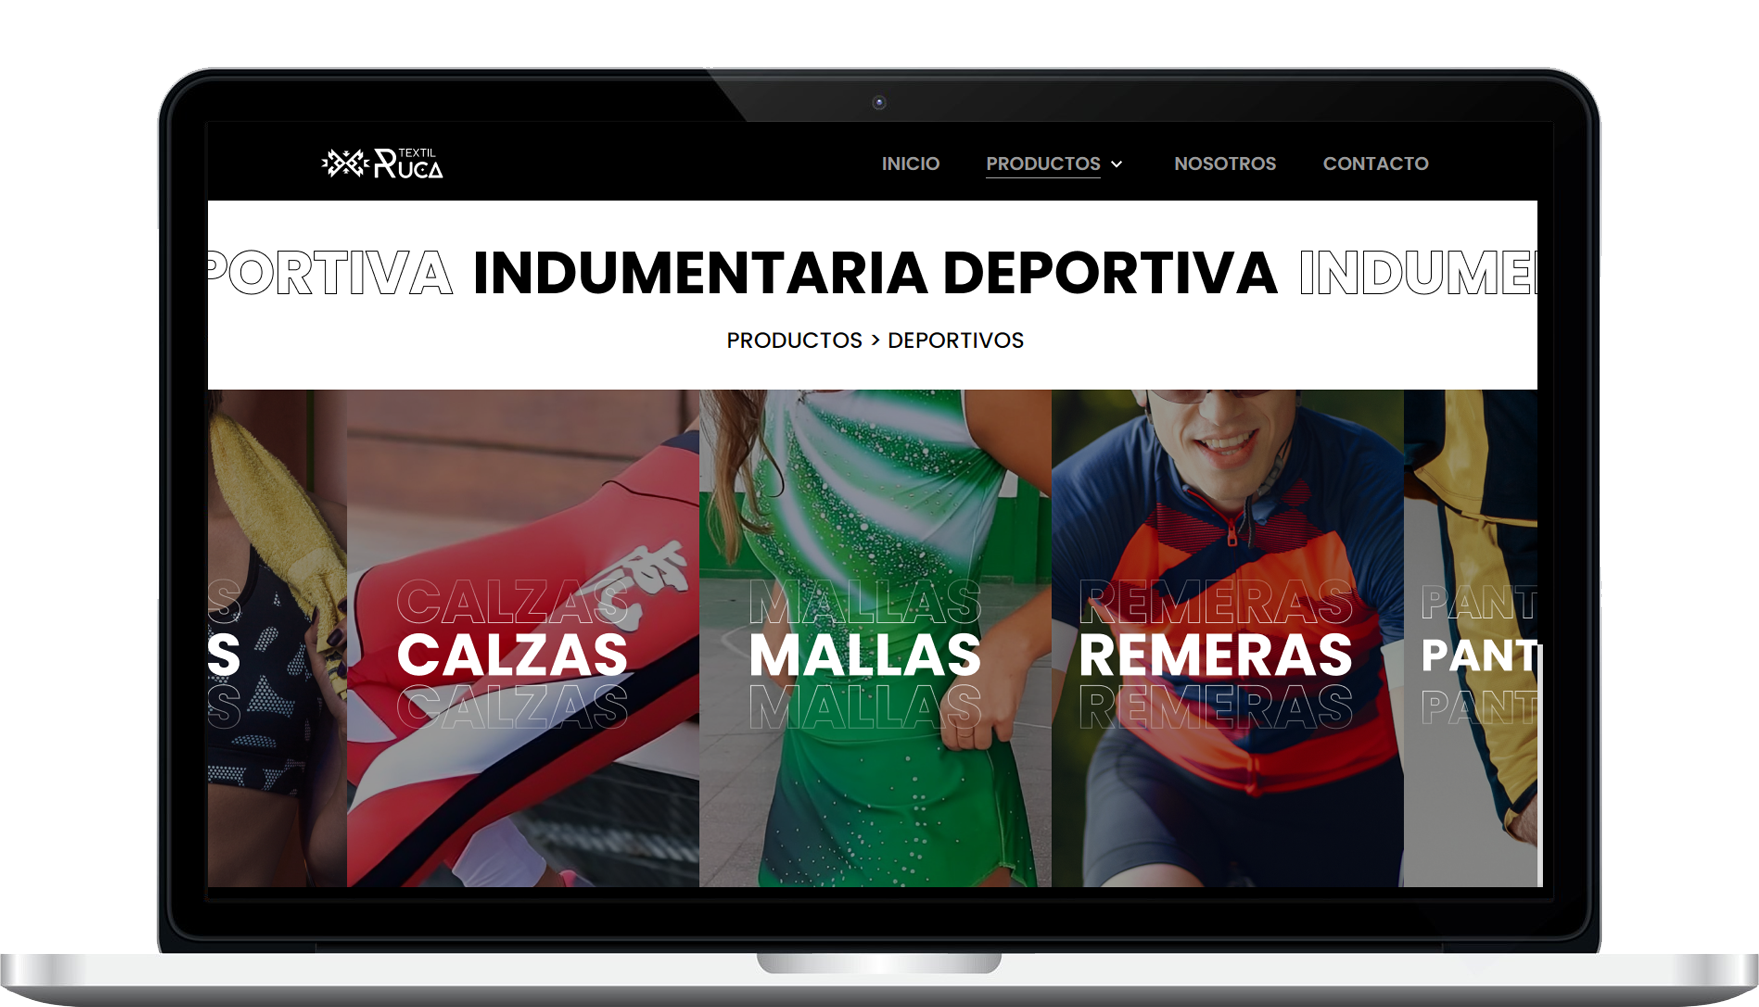 TEXTIL
RUCA
INICIO PRODUCTOS NOSOTROS CONTACTO
PORTIVA INDUMENTARIA DEPORTIVA INDUME
PRODUCTOS > DEPORTIVOS
S CALZAS MALLAS REMERAS PANT
S CALZAS MALLAS REMERAS PANT
S CALZAS MALLAS REMERAS PANT